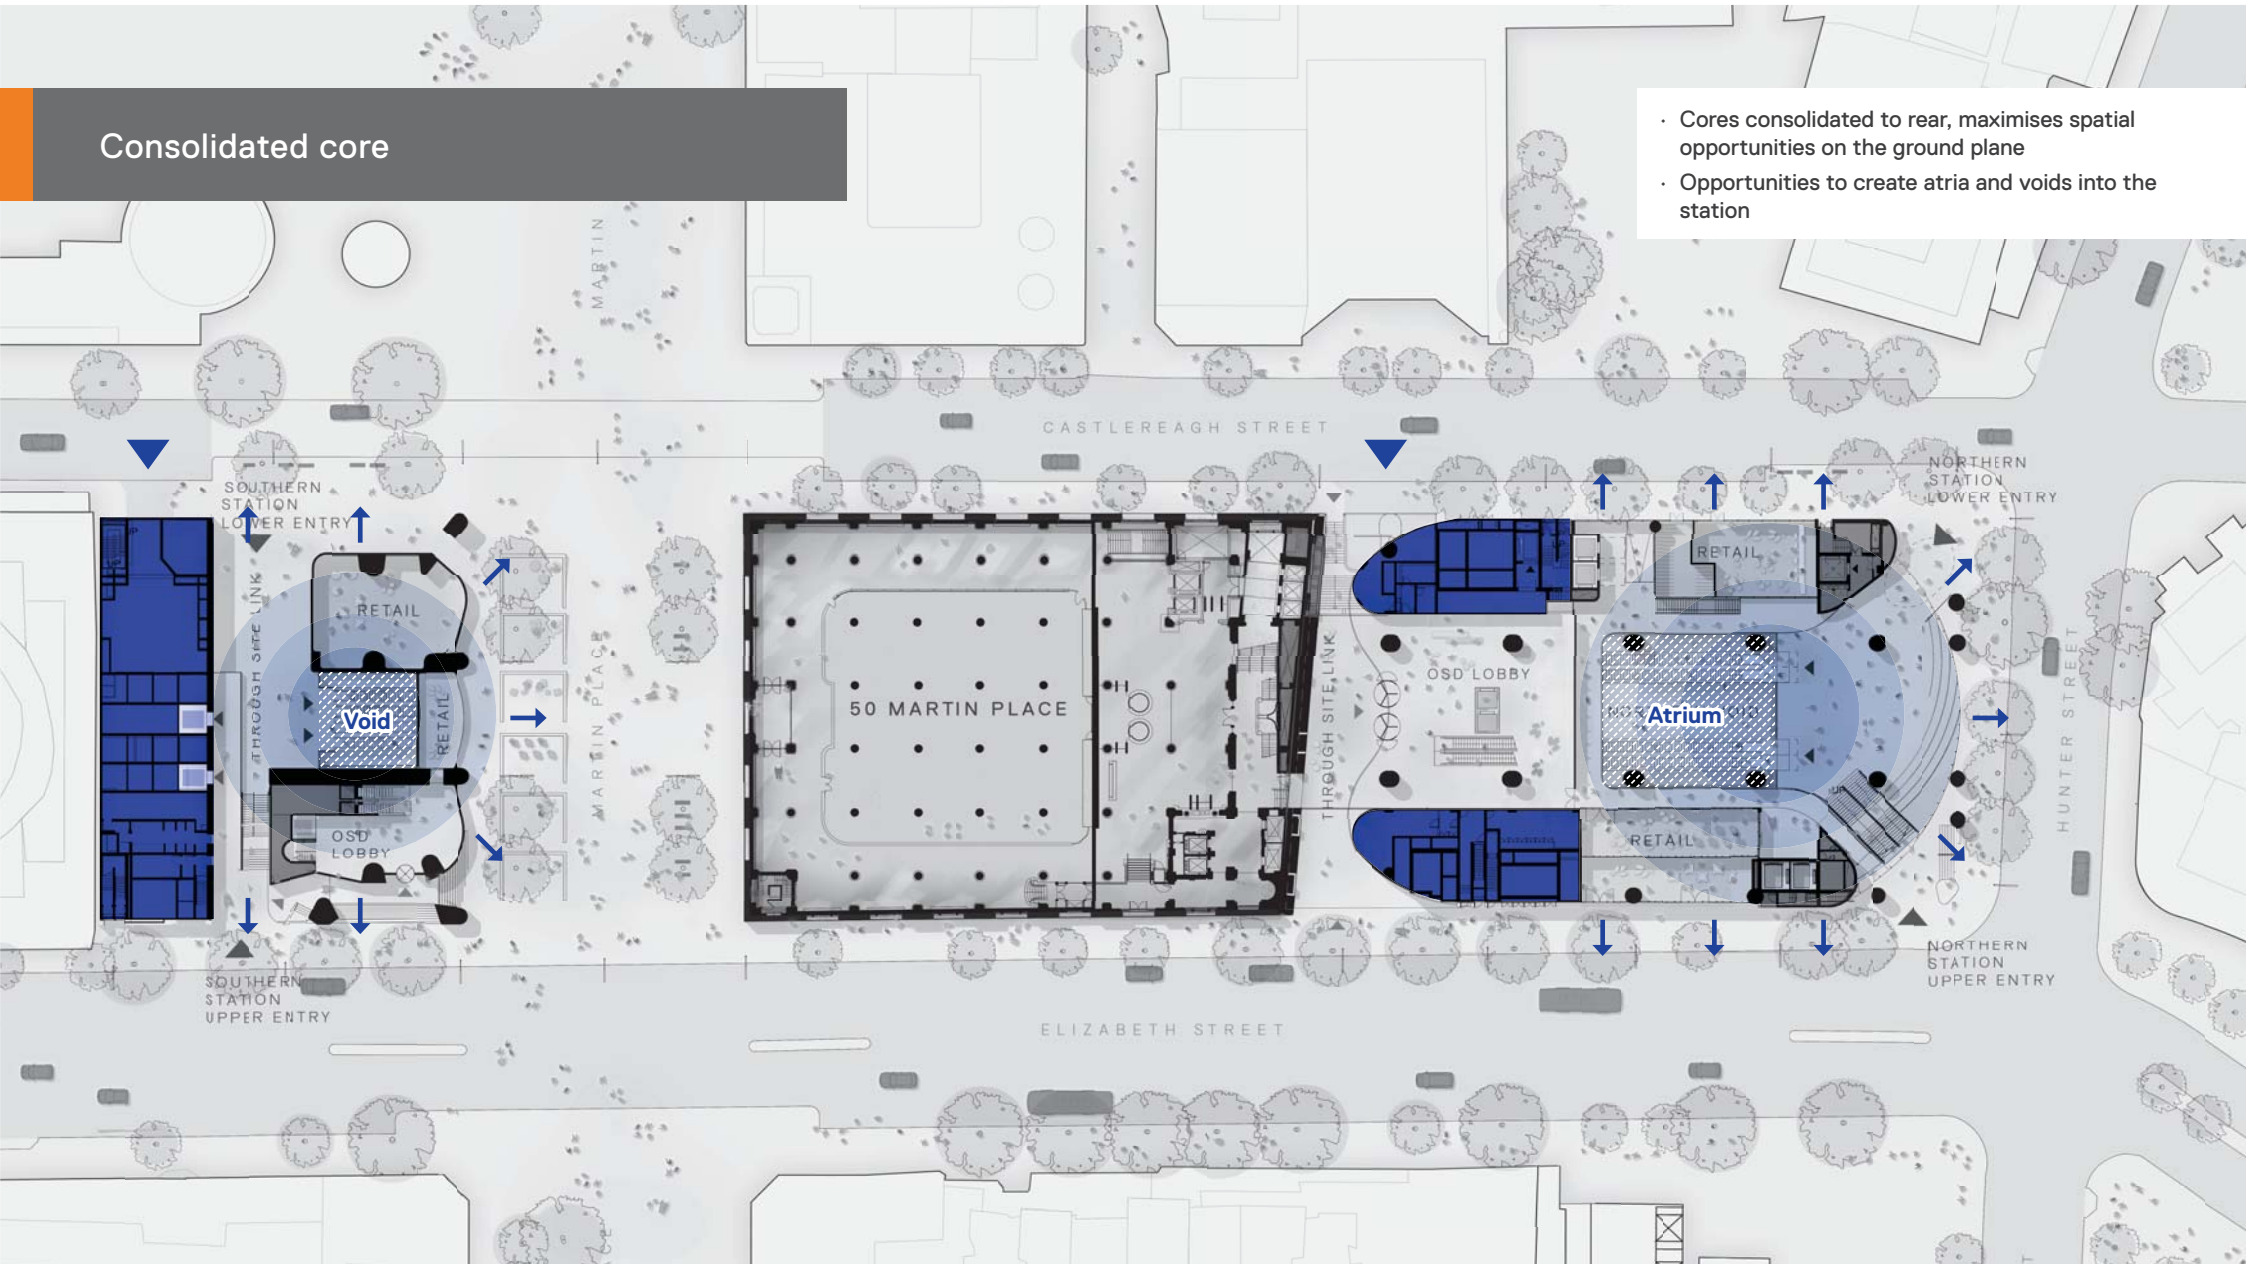 Consolidated core
· Cores consolidated to rear, maximises spatial
opportunities on the ground plane
· Opportunities to create atria and voids into the
station
MARTIN
CASTLEREAGH STREET
SOUTHERN
STATION
LOWER ENTRY
NORTHERN
STATION
LOWER ENTRY
THROUGH SITE LINK
RETAIL
Void
RETAIL
OSD
LOBBY
MARTIN PLACE
50 MARTIN PLACE
THROUGH SITE LINK
OSD LOBBY
RETAIL
Atrium
RETAIL
UP
HUNTER STREET
SOUTHERN
STATION
UPPER ENTRY
NORTHERN
STATION
UPPER ENTRY
ELIZABETH STREET